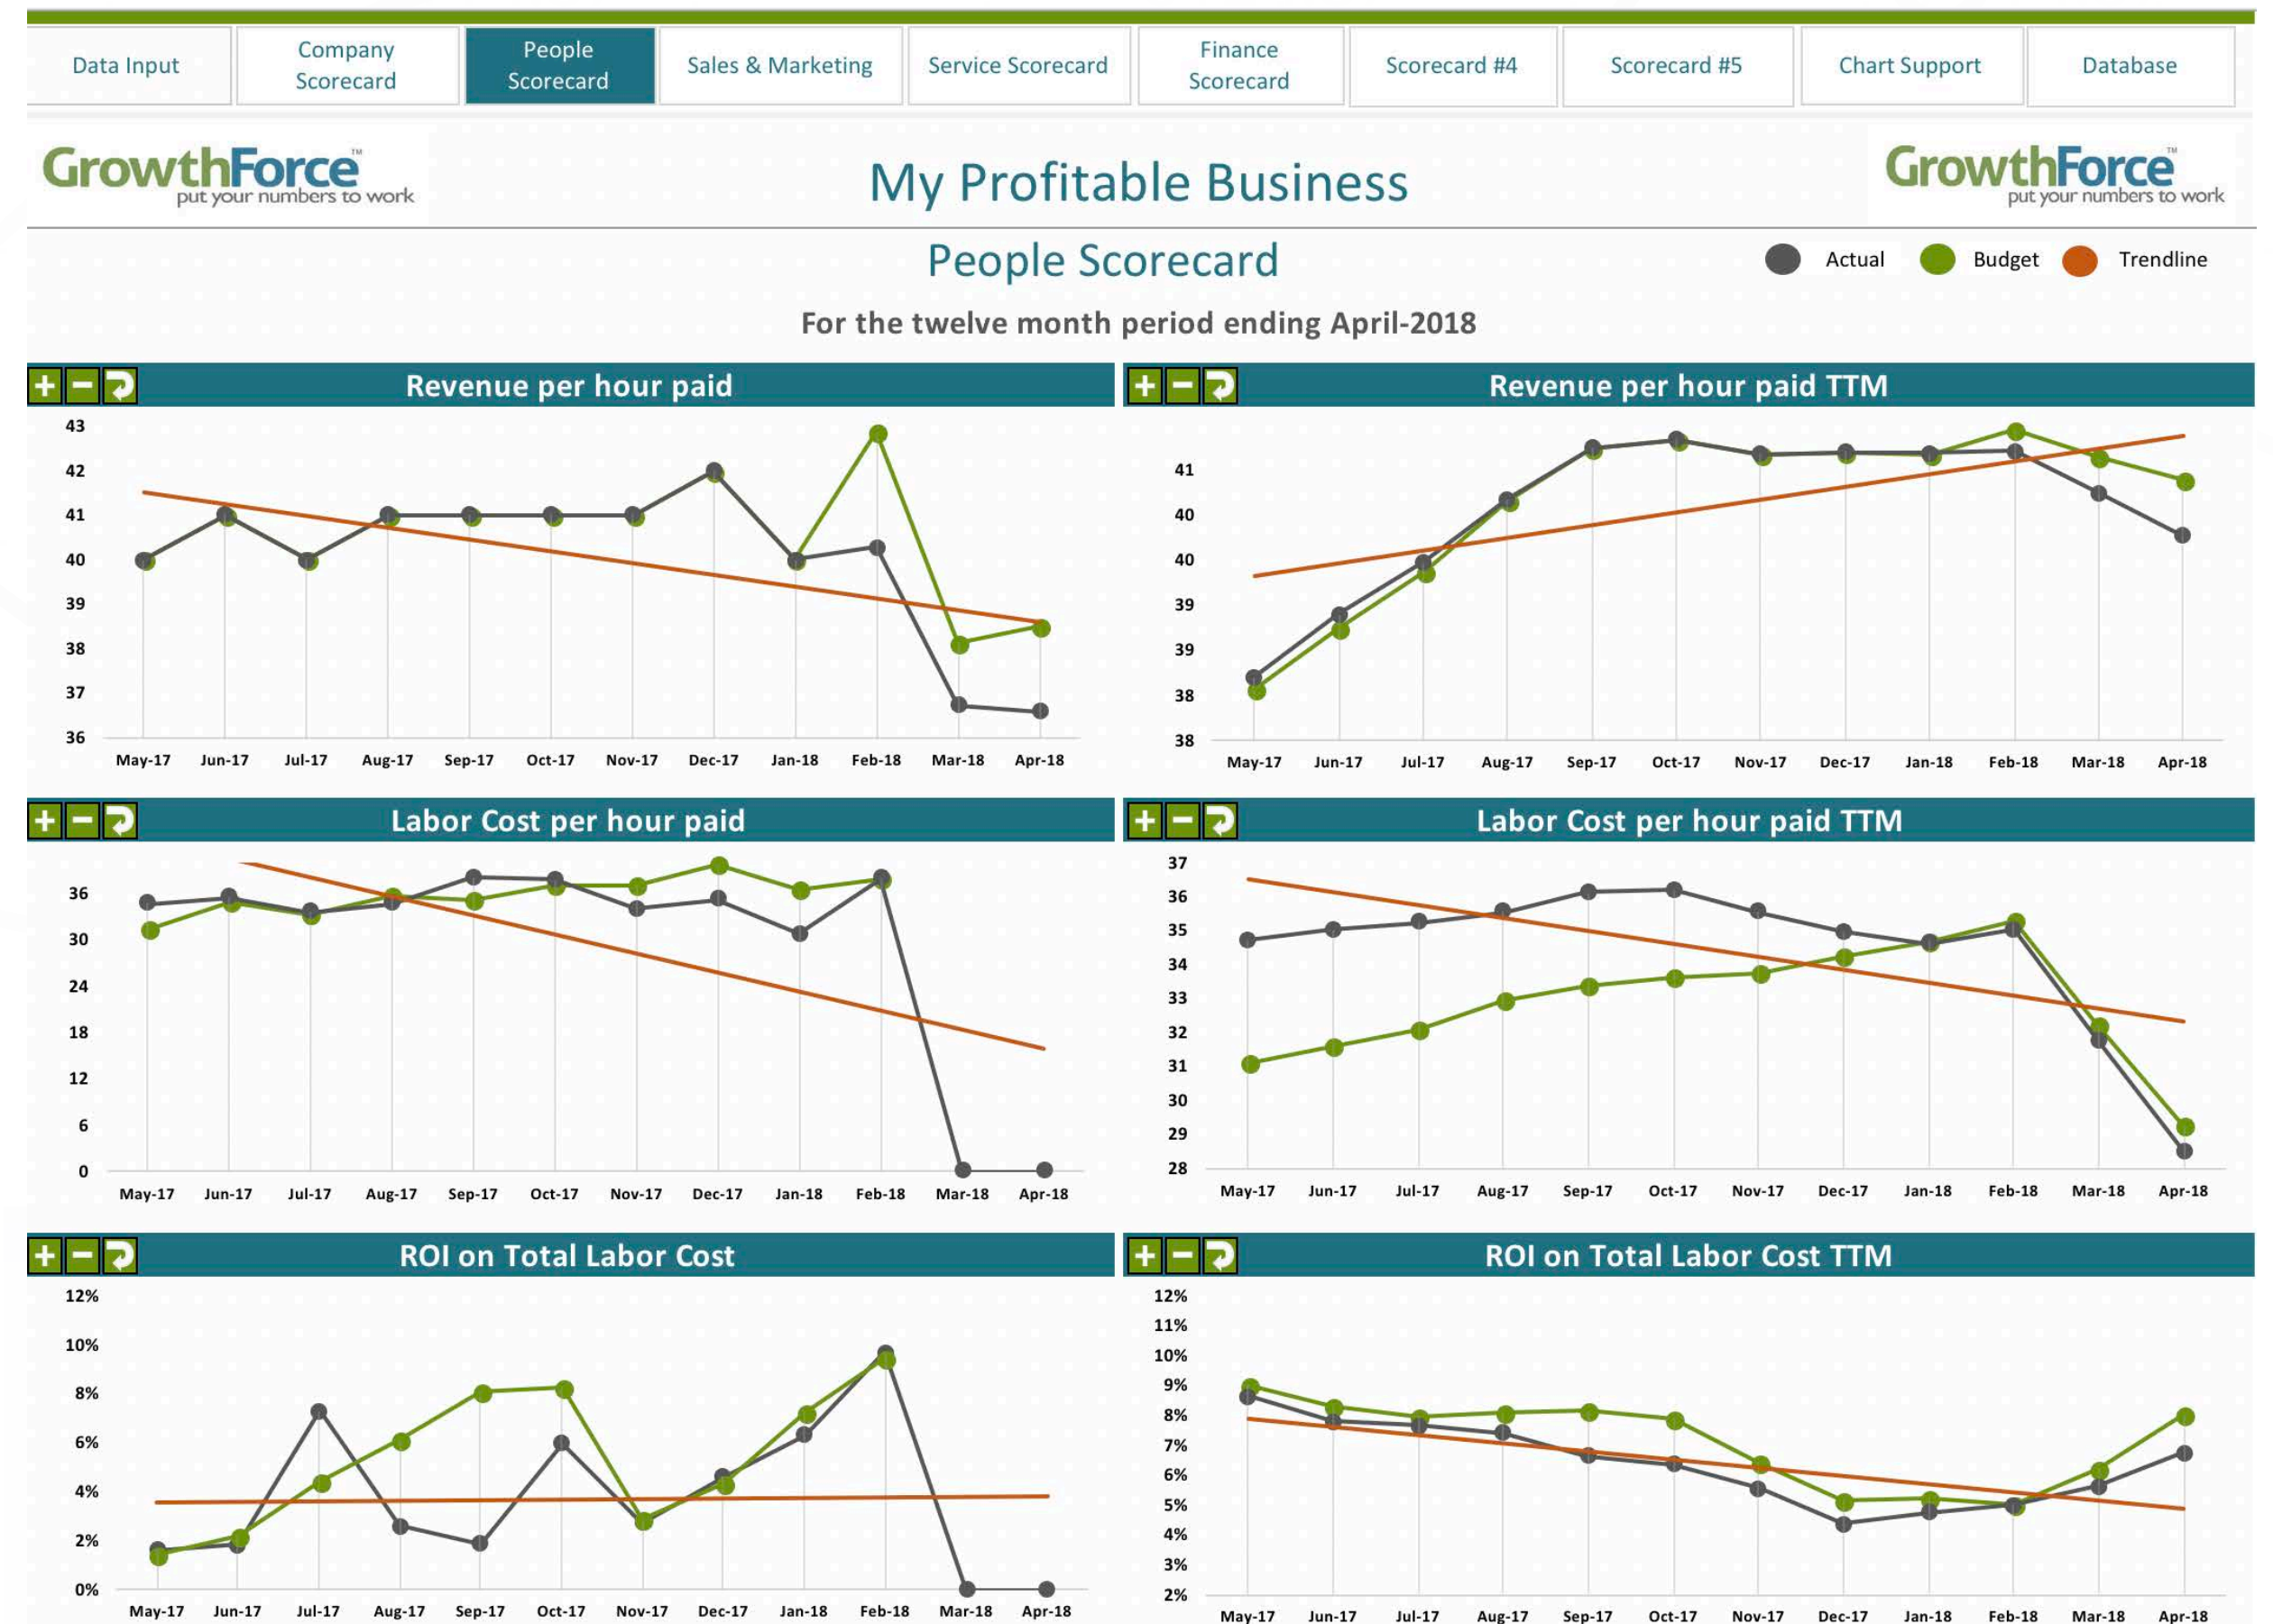 Data Input
Company
Scorecard
People
Scorecard
Sales & Marketing
Service Scorecard
Finance
Scorecard
Scorecard #4
Scorecard #5
Chart Support
Database
GrowthForce™
put your numbers to work
My Profitable Business
GrowthForce™
put your numbers to work
People Scorecard
Actual
Budget
Trendline
For the twelve month period ending April-2018
Revenue per hour paid
43
42
41
40
39
38
37
36
May-17 Jun-17 Jul-17 Aug-17 Sep-17 Oct-17 Nov-17 Dec-17 Jan-18 Feb-18 Mar-18 Apr-18
Revenue per hour paid TTM
41
40
40
39
39
38
38
May-17 Jun-17 Jul-17 Aug-17 Sep-17 Oct-17 Nov-17 Dec-17 Jan-18 Feb-18 Mar-18 Apr-18
Labor Cost per hour paid
36
30
24
18
12
6
0
May-17 Jun-17 Jul-17 Aug-17 Sep-17 Oct-17 Nov-17 Dec-17 Jan-18 Feb-18 Mar-18 Apr-18
Labor Cost per hour paid TTM
37
36
35
34
33
32
31
30
29
28
May-17 Jun-17 Jul-17 Aug-17 Sep-17 Oct-17 Nov-17 Dec-17 Jan-18 Feb-18 Mar-18 Apr-18
ROI on Total Labor Cost
12%
10%
8%
6%
4%
2%
0%
May-17 Jun-17 Jul-17 Aug-17 Sep-17 Oct-17 Nov-17 Dec-17 Jan-18 Feb-18 Mar-18 Apr-18
ROI on Total Labor Cost TTM
12%
11%
10%
9%
8%
7%
6%
5%
4%
3%
2%
May-17 Jun-17 Jul-17 Aug-17 Sep-17 Oct-17 Nov-17 Dec-17 Jan-18 Feb-18 Mar-18 Apr-18